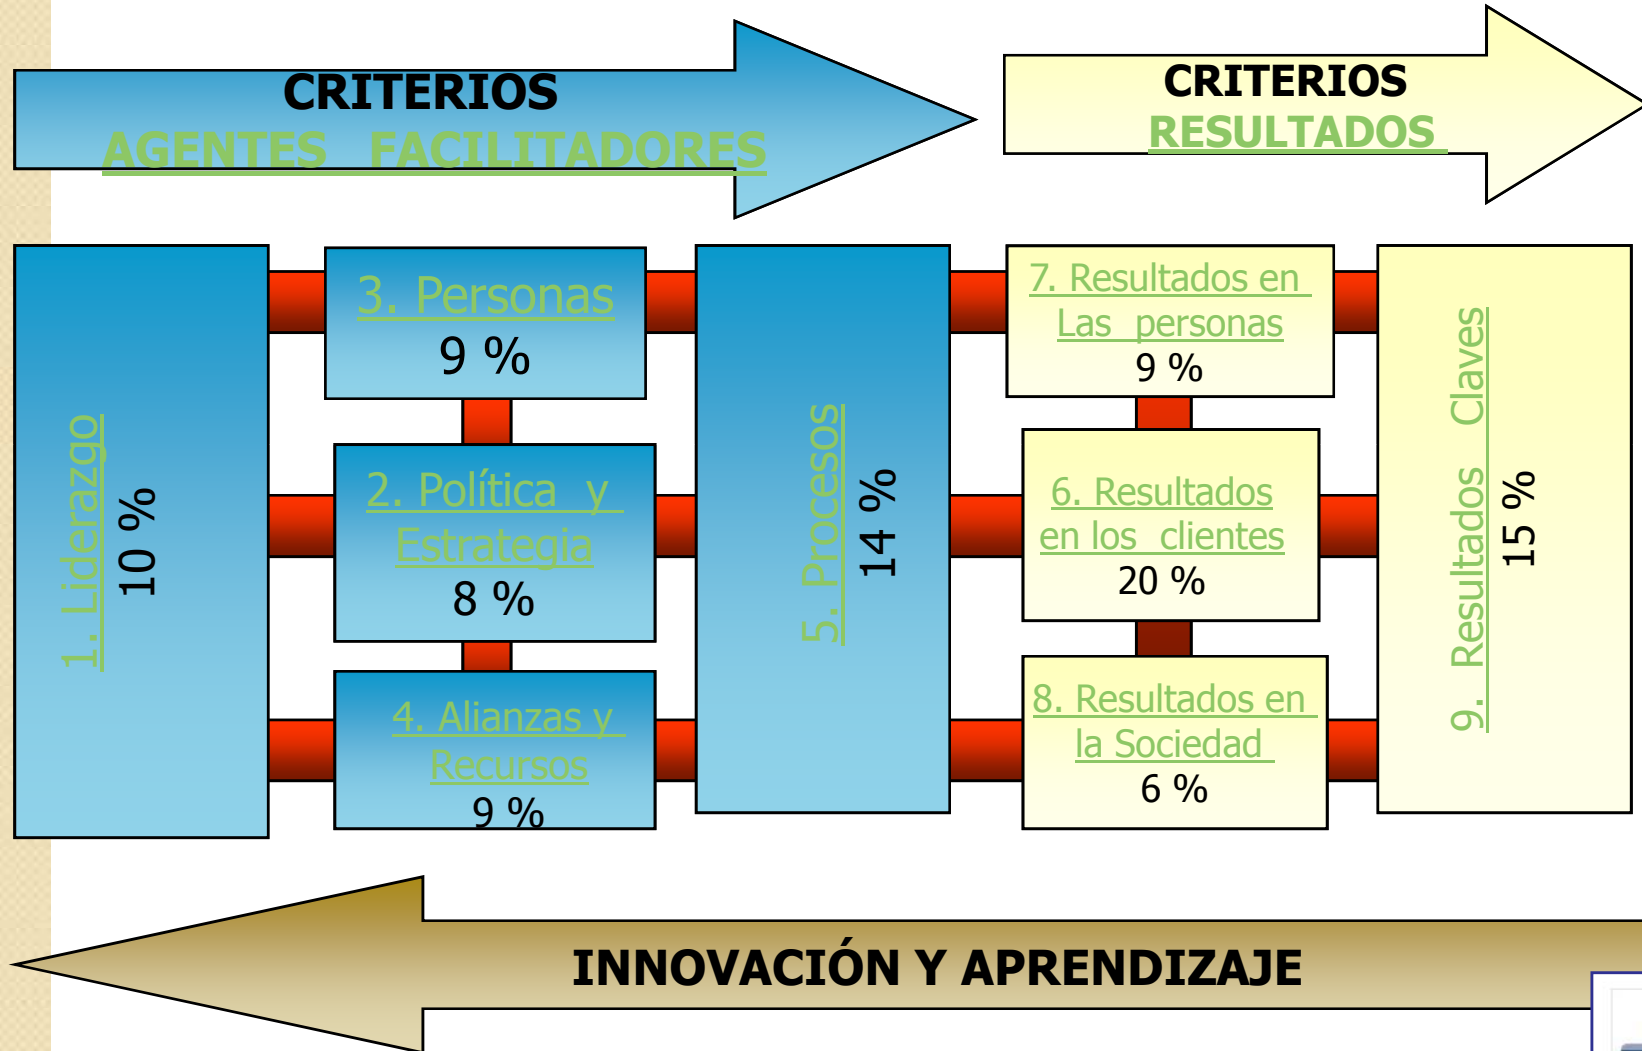 CRITERIOS
AGENTES FACILITADORES
CRITERIOS
RESULTADOS
1. Liderazgo
10 %
3. Personas
9 %
2. Política y
Estrategia
8 %
4. Alianzas y
Recursos
9 %
5. Procesos
14 %
7. Resultados en
Las personas
9 %
6. Resultados
en los clientes
20 %
8. Resultados en
la Sociedad
6 %
9. Resultados Claves
15 %
INNOVACIÓN Y APRENDIZAJE